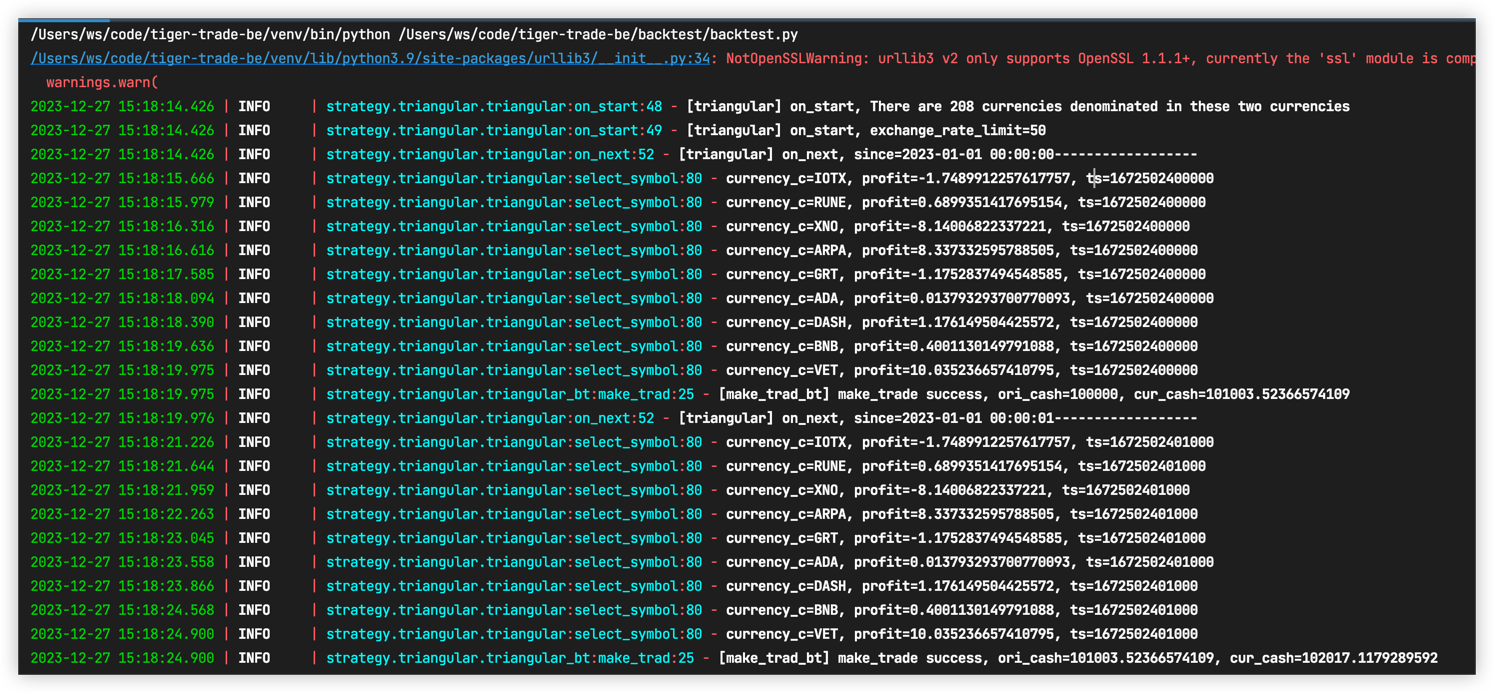 /Users/ws/code/tiger-trade-be/venv/bin/python /Users/ws/code/tiger-trade-be/backtest/backtest.py
/Users/ws/code/tiger-trade-be/venv/lib/python3.9/site-packages/urllib3/__init__.py:34: NotOpenSSLWarning: urllib3 v2 only supports OpenSSL 1.1.1+, currently the 'ssl' module is comp
warnings.warn(
2023-12-27 15:18:14.426 | INFO | strategy.triangular.triangular:on_start:48 - [triangular] on_start, There are 208 currencies denominated in these two currencies
2023-12-27 15:18:14.426 | INFO | strategy.triangular.triangular:on_start:49 - [triangular] on_start, exchange_rate_limit=50
2023-12-27 15:18:14.426 | INFO | strategy.triangular.triangular:on_next:52 - [triangular] on_next, since=2023-01-01 00:00:00------------------
2023-12-27 15:18:15.666 | INFO | strategy.triangular.triangular:select_symbol:80 - currency_c=IOTX, profit=-1.7489912257617757, ts=1672502400000
2023-12-27 15:18:15.979 | INFO | strategy.triangular.triangular:select_symbol:80 - currency_c=RUNE, profit=0.6899351417695154, ts=1672502400000
2023-12-27 15:18:16.316 | INFO | strategy.triangular.triangular:select_symbol:80 - currency_c=XNO, profit=-8.14006822337221, ts=1672502400000
2023-12-27 15:18:16.616 | INFO | strategy.triangular.triangular:select_symbol:80 - currency_c=ARPA, profit=8.337332595788505, ts=1672502400000
2023-12-27 15:18:17.585 | INFO | strategy.triangular.triangular:select_symbol:80 - currency_c=GRT, profit=-1.1752837494548585, ts=1672502400000
2023-12-27 15:18:18.094 | INFO | strategy.triangular.triangular:select_symbol:80 - currency_c=ADA, profit=0.013793293700770093, ts=1672502400000
2023-12-27 15:18:18.390 | INFO | strategy.triangular.triangular:select_symbol:80 - currency_c=DASH, profit=1.176149504425572, ts=1672502400000
2023-12-27 15:18:19.636 | INFO | strategy.triangular.triangular:select_symbol:80 - currency_c=BNB, profit=0.4001130149791088, ts=1672502400000
2023-12-27 15:18:19.975 | INFO | strategy.triangular.triangular:select_symbol:80 - currency_c=VET, profit=10.035236657410795, ts=1672502400000
2023-12-27 15:18:19.975 | INFO | strategy.triangular.triangular_bt:make_trad:25 - [make_trad_bt] make_trade success, ori_cash=100000, cur_cash=101003.52366574109
2023-12-27 15:18:19.976 | INFO | strategy.triangular.triangular:on_next:52 - [triangular] on_next, since=2023-01-01 00:00:01------------------
2023-12-27 15:18:21.226 | INFO | strategy.triangular.triangular:select_symbol:80 - currency_c=IOTX, profit=-1.7489912257617757, ts=1672502401000
2023-12-27 15:18:21.644 | INFO | strategy.triangular.triangular:select_symbol:80 - currency_c=RUNE, profit=0.6899351417695154, ts=1672502401000
2023-12-27 15:18:21.959 | INFO | strategy.triangular.triangular:select_symbol:80 - currency_c=XNO, profit=-8.14006822337221, ts=1672502401000
2023-12-27 15:18:22.263 | INFO | strategy.triangular.triangular:select_symbol:80 - currency_c=ARPA, profit=8.337332595788505, ts=1672502401000
2023-12-27 15:18:23.045 | INFO | strategy.triangular.triangular:select_symbol:80 - currency_c=GRT, profit=-1.1752837494548585, ts=1672502401000
2023-12-27 15:18:23.558 | INFO | strategy.triangular.triangular:select_symbol:80 - currency_c=ADA, profit=0.013793293700770093, ts=1672502401000
2023-12-27 15:18:23.866 | INFO | strategy.triangular.triangular:select_symbol:80 - currency_c=DASH, profit=1.176149504425572, ts=1672502401000
2023-12-27 15:18:24.568 | INFO | strategy.triangular.triangular:select_symbol:80 - currency_c=BNB, profit=0.4001130149791088, ts=1672502401000
2023-12-27 15:18:24.900 | INFO | strategy.triangular.triangular:select_symbol:80 - currency_c=VET, profit=10.035236657410795, ts=1672502401000
2023-12-27 15:18:24.900 | INFO | strategy.triangular.triangular_bt:make_trad:25 - [make_trad_bt] make_trade success, ori_cash=101003.52366574109, cur_cash=102017.1179289592